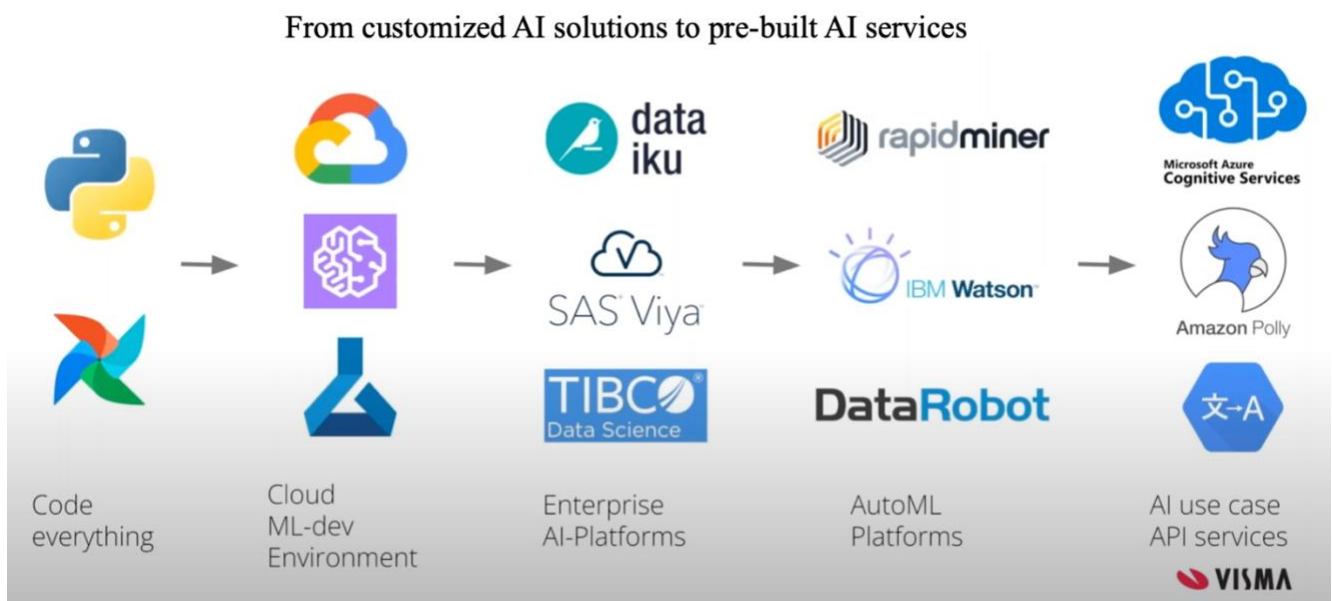 From customized AI solutions to pre-built AI services
data
iku
rapidminer
Microsoft Azure
Cognitive Services
SAS® Viya™
IBM Watson™
Amazon Polly
TIBCO®
Data Science
DataRobot
文→A
Code
everything
Cloud
ML-dev
Environment
Enterprise
AI-Platforms
AutoML
Platforms
AI use case
API services
VISMA